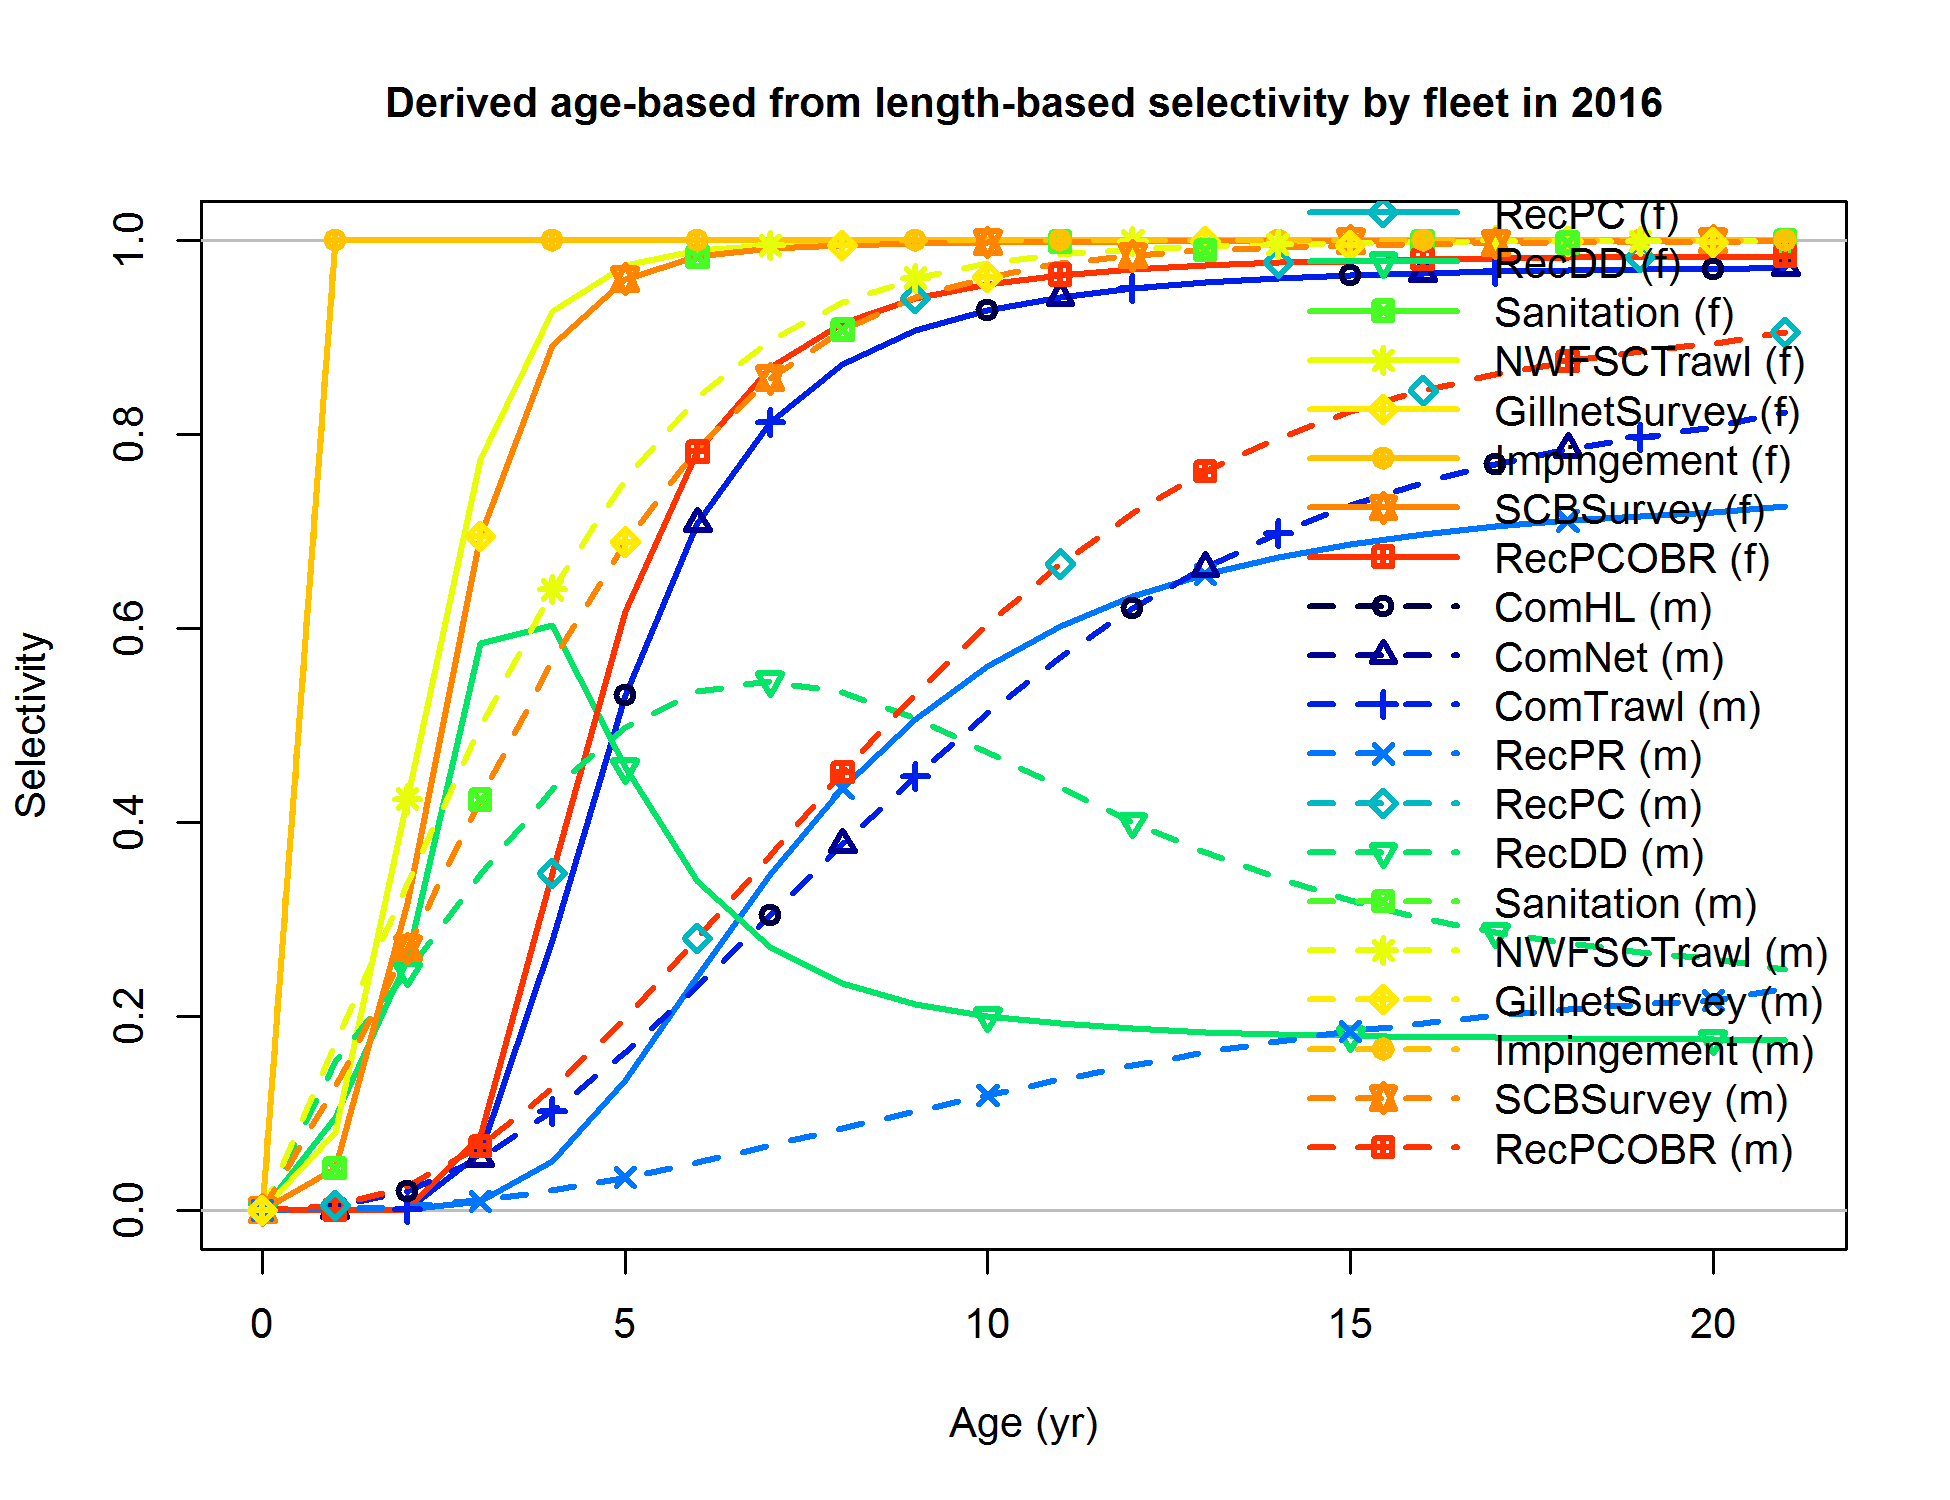 Derived age-based from length-based selectivity by fleet in 2016
Selectivity
1.0
0.8
0.6
0.4
0.2
0.0
RecPC (f)
RecDD (f)
Sanitation (f)
NWFSCTrawl (f)
GillnetSurvey (f)
Impingement (f)
SCBSurvey (f)
RecPCOBR (f)
ComHL (m)
ComNet (m)
ComTrawl (m)
RecPR (m)
RecPC (m)
RecDD (m)
Sanitation (m)
NWFSCTrawl (m)
GillnetSurvey (m)
Impingement (m)
SCBSurvey (m)
RecPCOBR (m)
0 5 10 15 20
Age (yr)